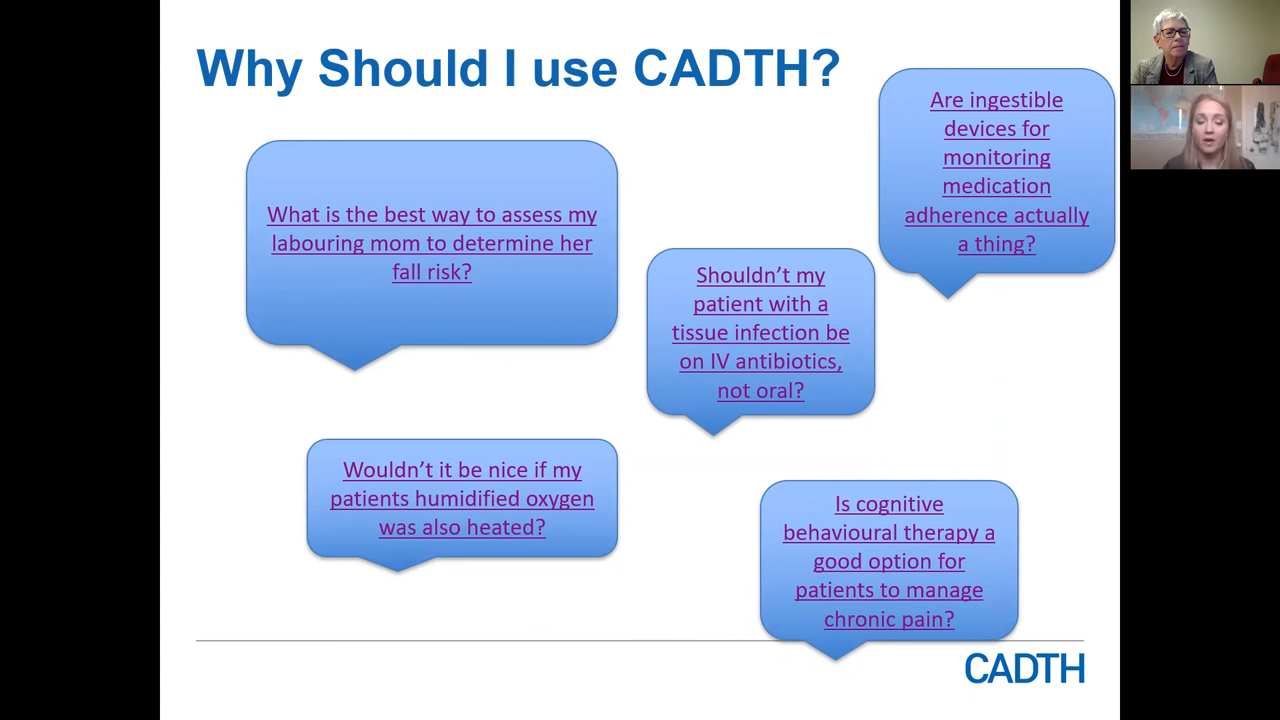 Why Should I use CADTH?
Are ingestible
devices for
monitoring
medication
adherence actually
a thing?
What is the best way to assess my
labouring mom to determine her
fall risk?
Shouldn’t my
patient with a
tissue infection be
on IV antibiotics,
not oral?
Wouldn’t it be nice if my
patients humidified oxygen
was also heated?
Is cognitive
behavioural therapy a
good option for
patients to manage
chronic pain?
CADTH